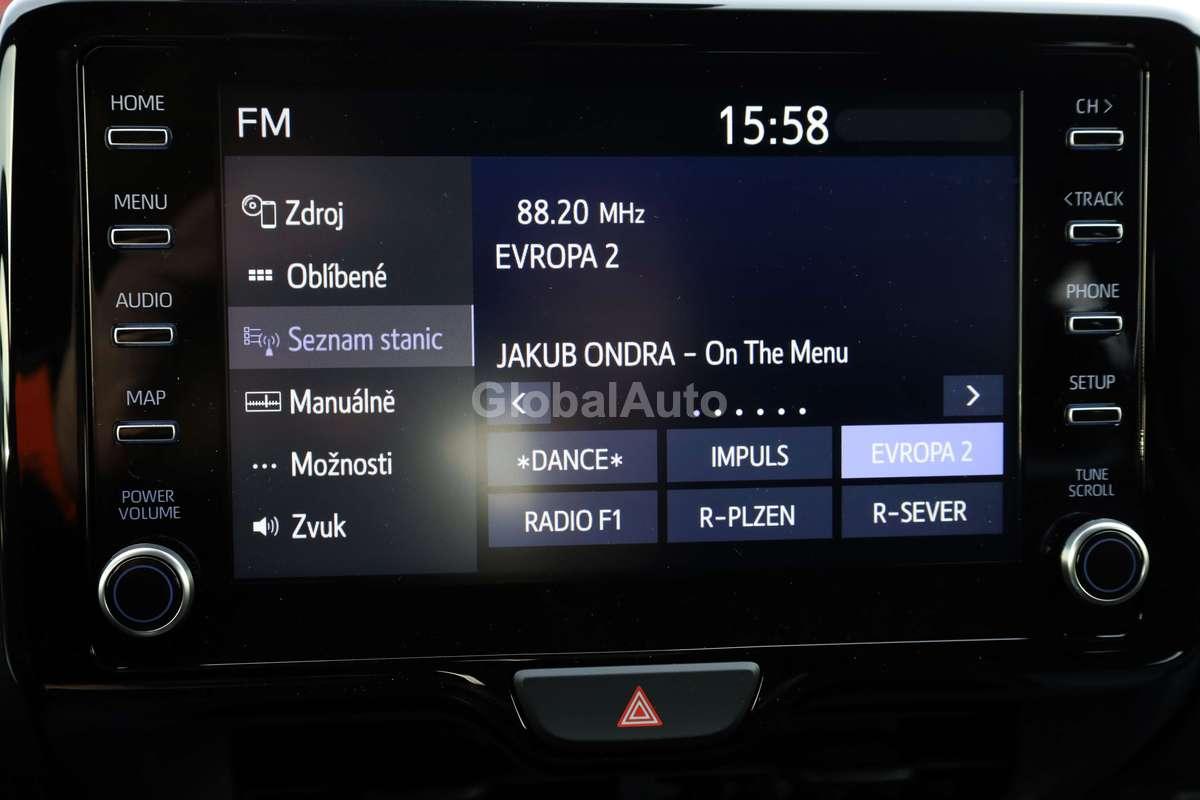 HOME
MENU
AUDIO
MAP
POWER
VOLUME
FM
15:58
Zdroj
Oblíbené
Seznam stanic
Manuálně
Možnosti
Zvuk
88.20 MHz
EVROPA 2
JAKUB ONDRA - On The Menu
< >
GlobalAuto
*DANCE* IMPULS EVROPA 2
RADIO F1 R-PLZEN R-SEVER
CH >
< TRACK
PHONE
SETUP
TUNE
SCROLL